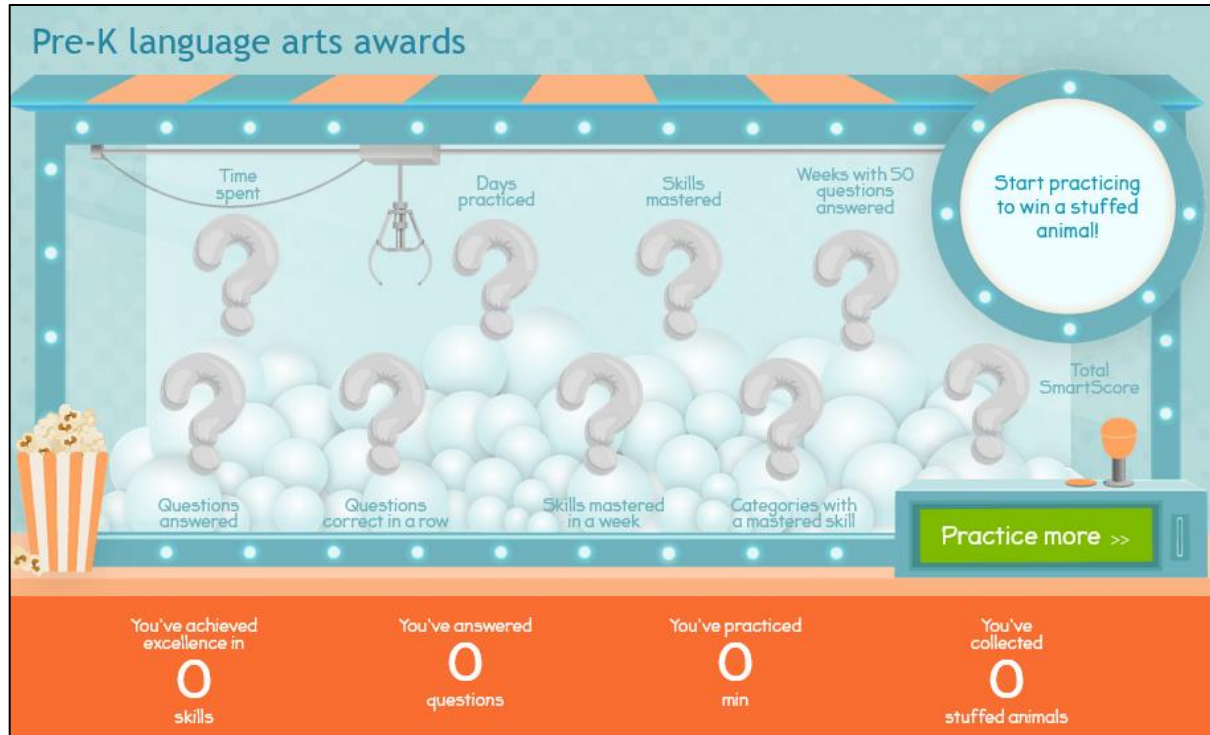 Pre-K language arts awards
Time
spent
Days
practiced
Skills
mastered
Weeks with 50
questions
answered
Start practicing
to win a stuffed
animal!
Total
SmartScore
Questions
answered
Questions
correct in a row
Skills mastered
in a week
Categories with
a mastered skill
Practice more >>
You've achieved
excellence in
0
skills
You've answered
0
questions
You've practiced
0
min
You've
collected
0
stuffed animals